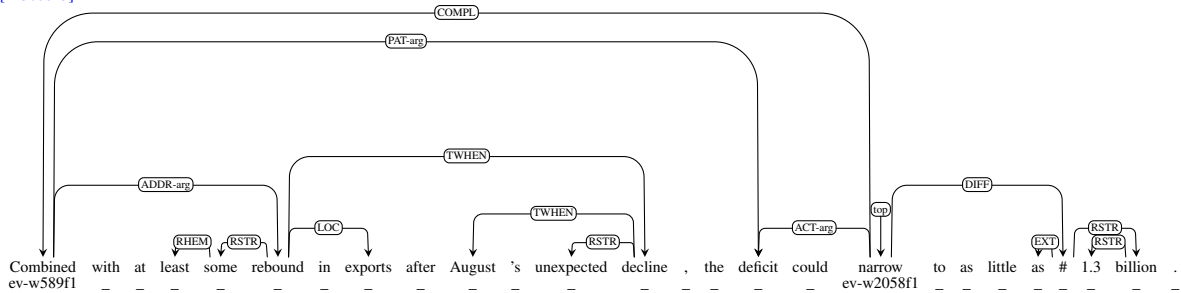 COMPL
PAT-arg
TWHEN
ADDR-arg DIFF
TWHEN top
LOC ACT-arg RSTR
RHEM RSTR RSTR EXT RSTR
Combined with at least some rebound in exports after August 's unexpected decline , the deficit could narrow to as little as # 1.3 billion .
ev-w589f1 _ _ _ _ _ _ _ _ _ _ _ _ _ _ _ _ ev-w2058f1 _ _ _ _ _ _ _ _